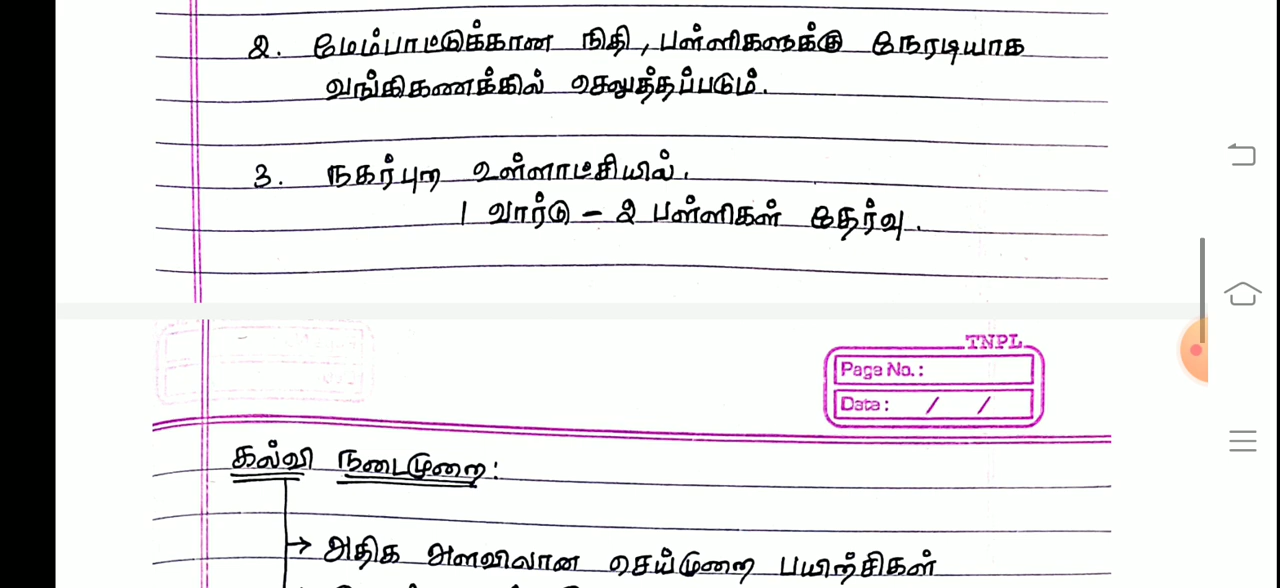 2. மேம்பாட்டுக்கான நிதி, பள்ளிகளுக்கு நேரடியாக
வங்கிகணக்கில் செலுத்தப்படும்.
3. நகர்புற உள்ளாட்சியில்.
1 வார்டு - 2 பள்ளிகள் தேர்வு.
TNPL
Page No.:
Date: / /
கல்வி நடைமுறை:
→ அதிக அளவிலான செய்முறை பயிற்சிகள்